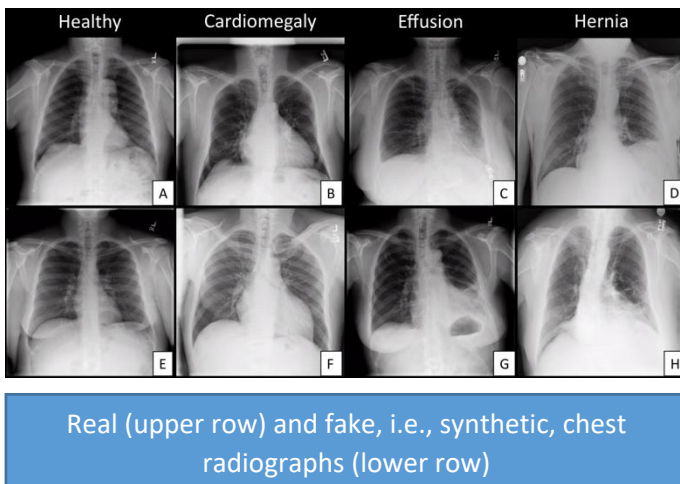 Healthy Cardiomegaly Effusion Hernia
A B C D
E F G H
Real (upper row) and fake, i.e., synthetic, chest
radiographs (lower row)